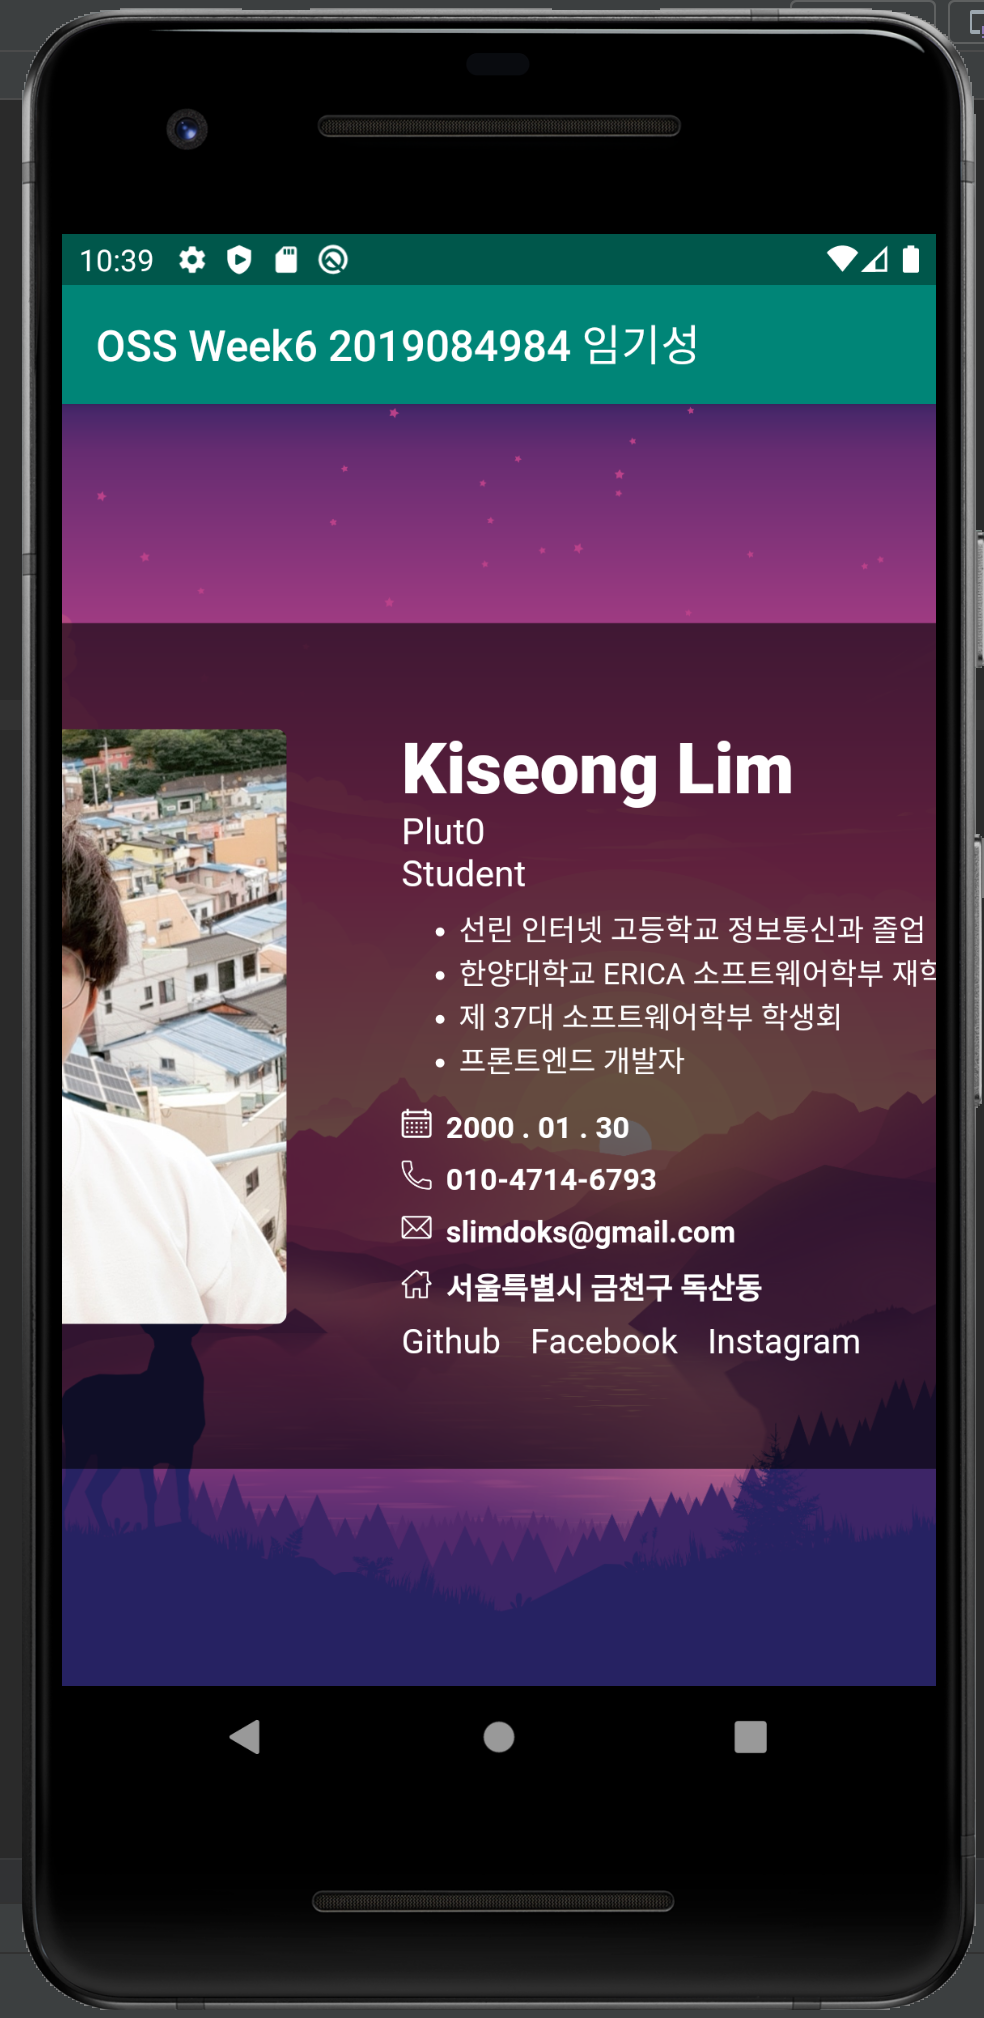 10:39
OSS Week6 2019084984 임기성
Kiseong Lim
Plut0
Student
• 선린 인터넷 고등학교 정보통신과 졸업
• 한양대학교 ERICA 소프트웨어학부 재학
• 제 37대 소프트웨어학부 학생회
• 프론트엔드 개발자
2000 . 01 . 30
010-4714-6793
slimdoks@gmail.com
서울특별시 금천구 독산동
Github Facebook Instagram